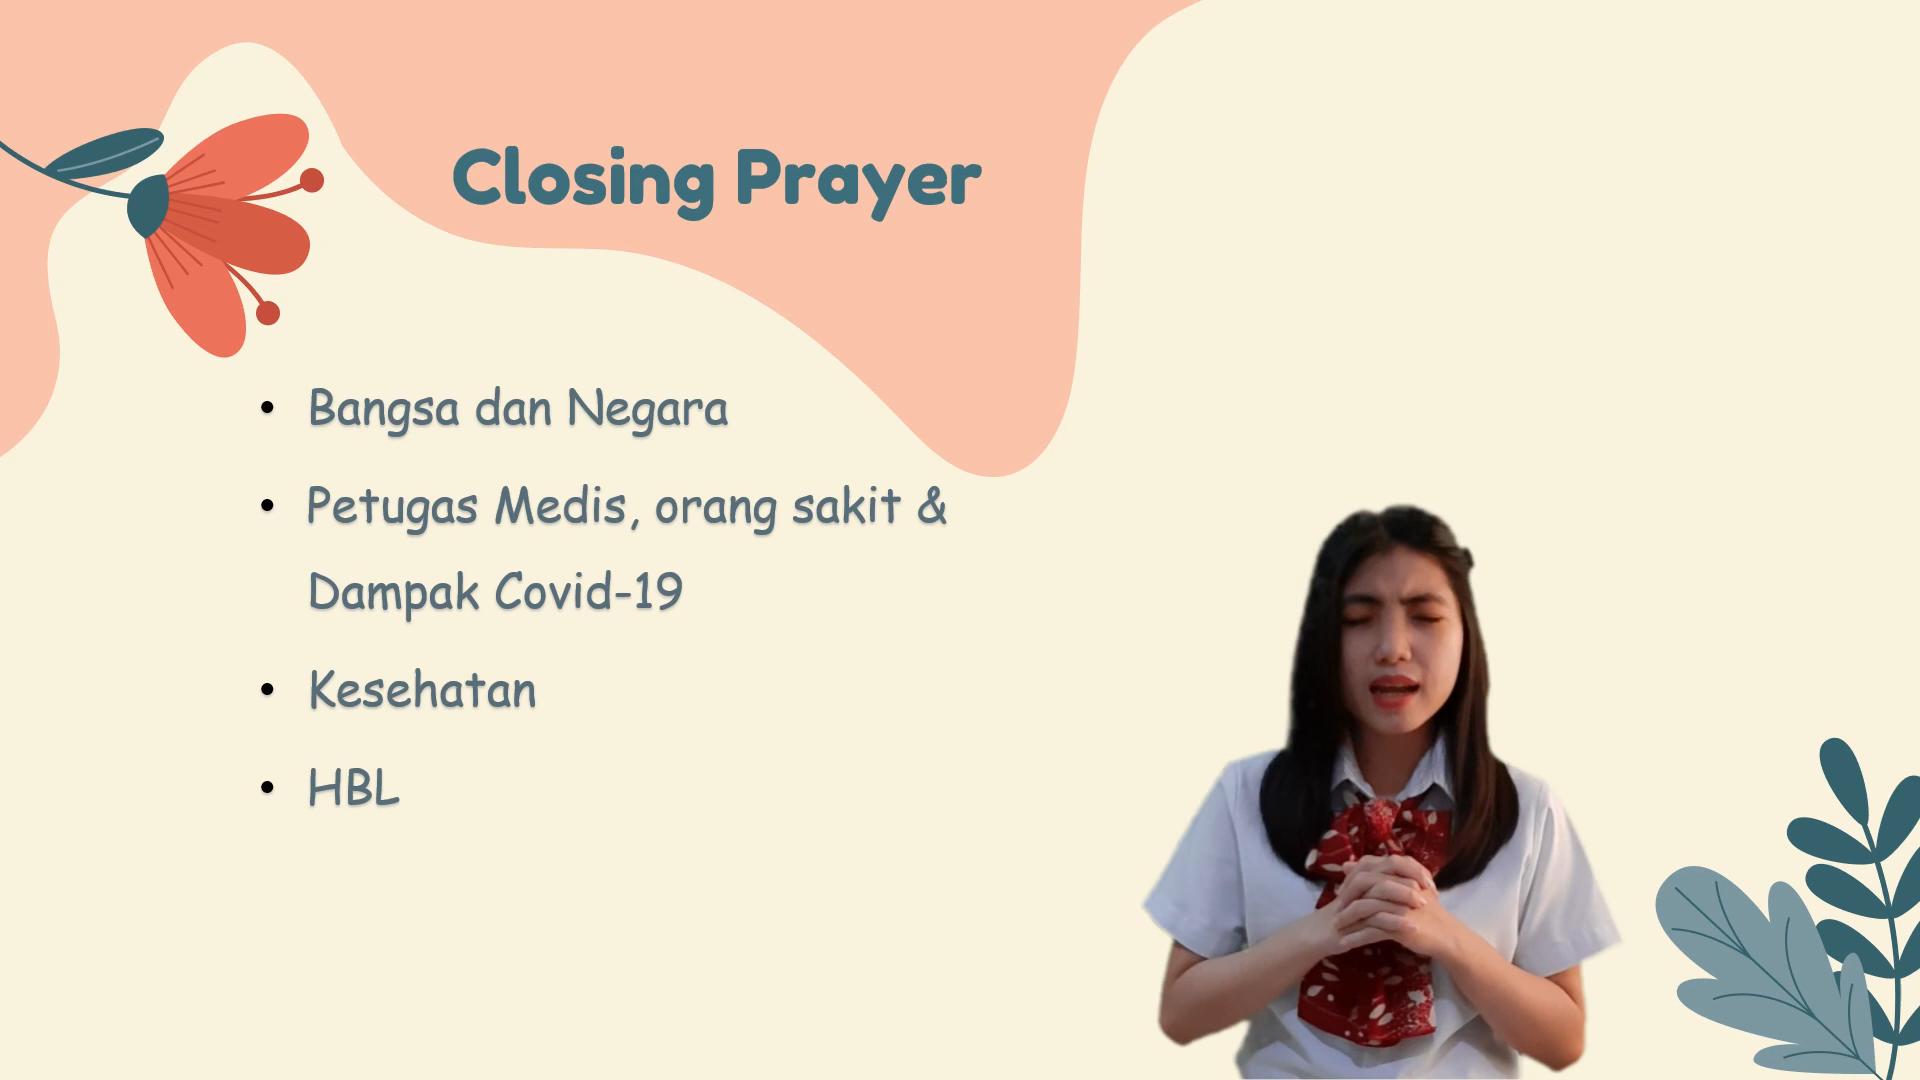 Closing Prayer
• Bangsa dan Negara
• Petugas Medis, orang sakit &
Dampak Covid-19
• Kesehatan
• HBL